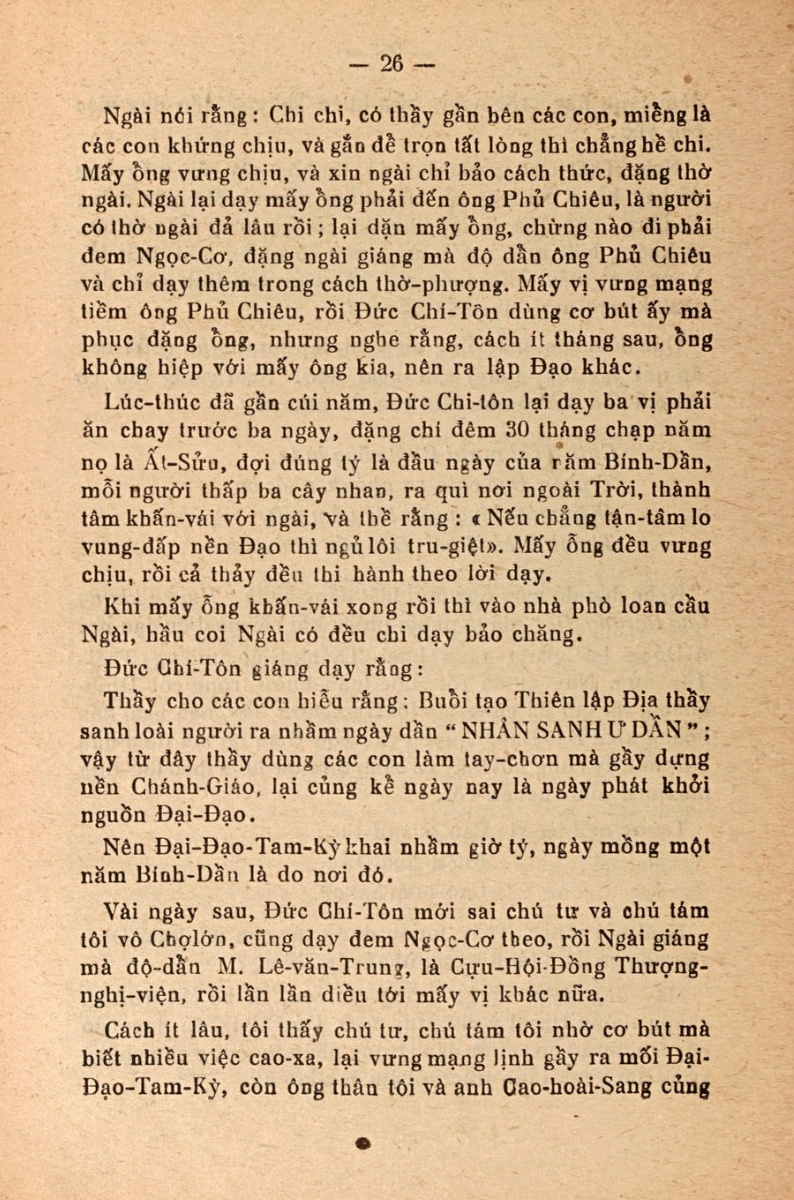 — 26 —
Ngài nói rằng : Chi chi, có thầy gần bên các con, miễng là
các con khứng chịu, và gắn đề trọn tất lòng thì chẳng hề chi.
Mấy ổng vưng chịu, và xin ngài chỉ bảo cách thức, đặng thờ
ngài. Ngài lại dạy mấy ổng phải đến ông Phủ Chiêu, là người
có thờ ngài đả lâu rồi ; lại dặn mấy ổng, chừng nào đi phải
đem Ngọc-Cơ, đặng ngài giáng mà độ dẫn ông Phủ Chiêu
và chỉ dạy thêm trong cách thờ-phượng. Mấy vị vưng mạng
tiềm ông Phủ Chiêu, rồi Đức Chí-Tôn dùng cơ bút ấy mà
phục đặng ổng, nhưng nghe rằng, cách ít tháng sau, ổng
không hiệp với mấy ông kia, nên ra lập Đạo khác.
Lúc-thúc đã gần cúi năm, Đức Chi-tôn lại dạy ba vị phải
ăn chay trước ba ngày, đặng chí đêm 30 tháng chạp năm
nọ là Ất-Sửu, đợi đúng tý là đầu ngày của răm Bính-Dần,
mỗi người thấp ba cây nhan, ra quì nơi ngoài Trời, thành
tâm khấn-vái với ngài, và thề rằng : « Nếu chẳng tận-tâm lo
vung-đấp nền Đạo thì ngủ lôi tru-giệt». Mấy ổng đều vưng
chịu, rồi cả thảy đều thi hành theo lời dạy.
Khi mấy ổng khấn-vái xong rồi thì vào nhà phò loan cầu
Ngài, hầu coi Ngài có đều chi dạy bảo chăng.
Đức Chí-Tôn giáng dạy rằng :
Thầy cho các con hiểu rằng : Buổi tạo Thiên lập Địa thầy
sanh loài người ra nhằm ngày dần “ NHÂN SANH Ư DẦN ” ;
vậy từ đây thầy dùng các con làm tay-chơn mà gầy dựng
nền Chánh-Giáo, lại củng kể ngày nay là ngày phát khởi
nguồn Đại-Đạo.
Nên Đại-Đạo-Tam-Kỳ khai nhằm giờ tý, ngày mồng một
năm Bính-Dần là do nơi đó.
Vài ngày sau, Đức Chí-Tôn mới sai chú tư và chú tám
tôi vô Chợlớn, cũng dạy đem Ngọc-Cơ theo, rồi Ngài giáng
mà độ-dẩn M. Lê-văn-Trung, là Cựu-Hội-Đồng Thượng-
nghị-viện, rồi lần lần diều tới mấy vị khác nữa.
Cách ít lâu, tôi thấy chú tư, chú tám tôi nhờ cơ bút mà
biết nhiều việc cao-xa, lại vưng mạng lịnh gầy ra mối Đại-
Đạo-Tam-Kỳ, còn ông thân tôi và anh Cao-hoài-Sang củng